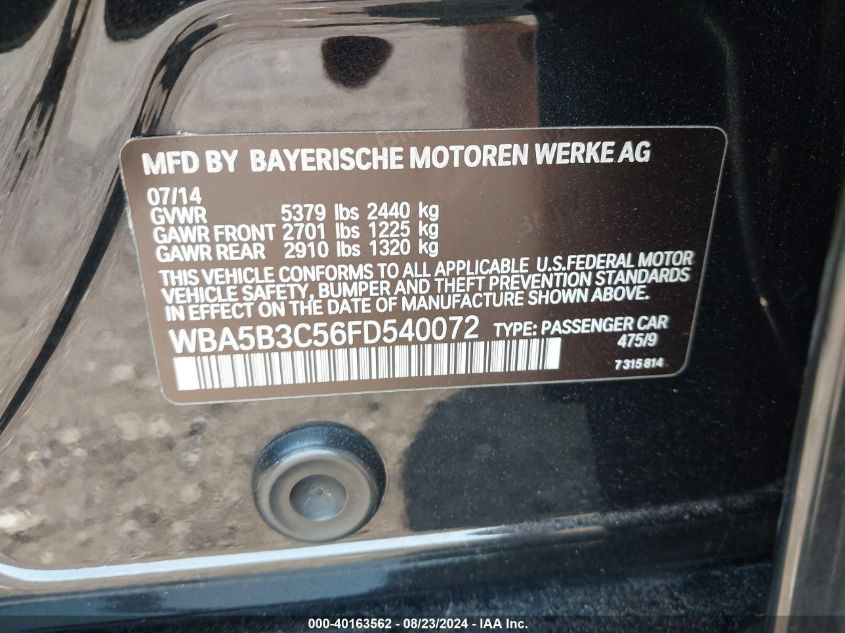 MFD BY BAYERISCHE MOTOREN WERKE AG
07/14
GVWR 5379 lbs 2440 kg
GAWR FRONT 2701 lbs 1225 kg
GAWR REAR 2910 lbs 1320 kg
THIS VEHICLE CONFORMS TO ALL APPLICABLE U.S.FEDERAL MOTOR
VEHICLE SAFETY, BUMPER AND THEFT PREVENTION STANDARDS
IN EFFECT ON THE DATE OF MANUFACTURE SHOWN ABOVE.
WBA5B3C56FD540072 TYPE: PASSENGER CAR
475/9
7315814
000-40163562 - 08/23/2024 - IAA Inc.